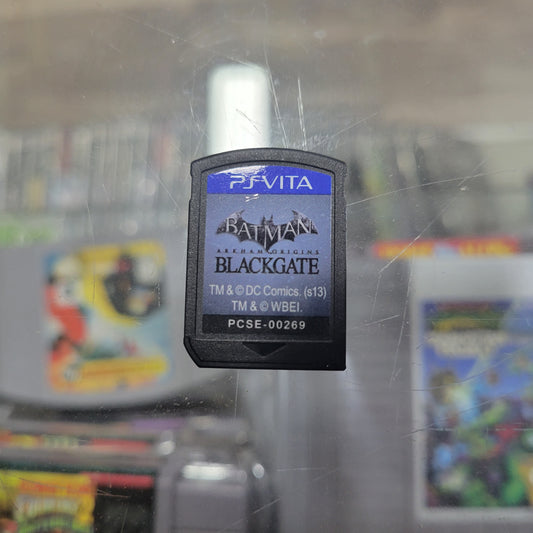 PSVITA
BATMAN
ARKHAM ORIGINS
BLACKGATE
TM & © DC Comics. (s13)
TM & © WBEI.
PCSE-00269